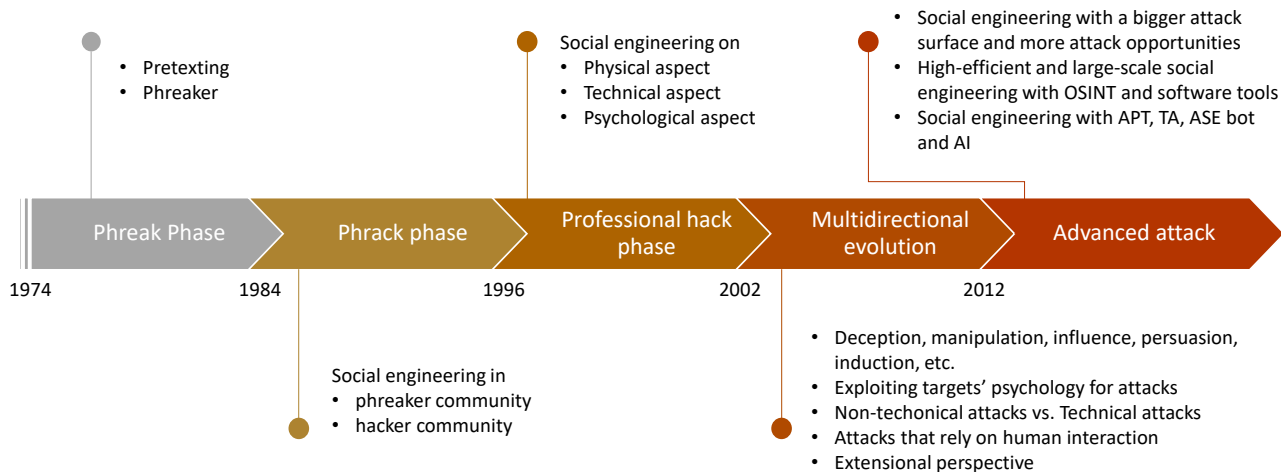 • Pretexting
• Phreaker
Social engineering on
• Physical aspect
• Technical aspect
• Psychological aspect
• Social engineering with a bigger attack
surface and more attack opportunities
• High-efficient and large-scale social
engineering with OSINT and software tools
• Social engineering with APT, TA, ASE bot
and AI
Phreak Phase
Phrack phase
Professional hack
phase
Multidirectional
evolution
Advanced attack
1974
1984
1996
2002
2012
Social engineering in
• phreaker community
• hacker community
• Deception, manipulation, influence, persuasion,
induction, etc.
• Exploiting targets’ psychology for attacks
• Non-techonical attacks vs. Technical attacks
• Attacks that rely on human interaction
• Extensional perspective